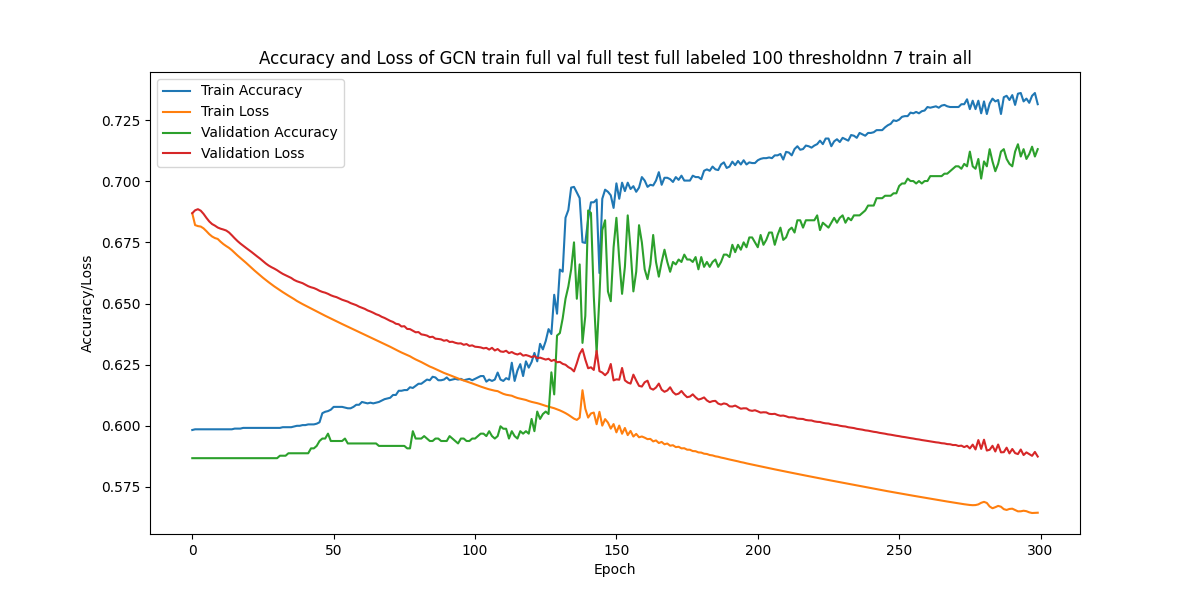 Accuracy and Loss of GCN train full val full test full labeled 100 thresholdnn 7 train all
Train Accuracy
Train Loss
Validation Accuracy
Validation Loss
Accuracy/Loss
0.725
0.700
0.675
0.650
0.625
0.600
0.575
0 50 100 150 200 250 300
Epoch